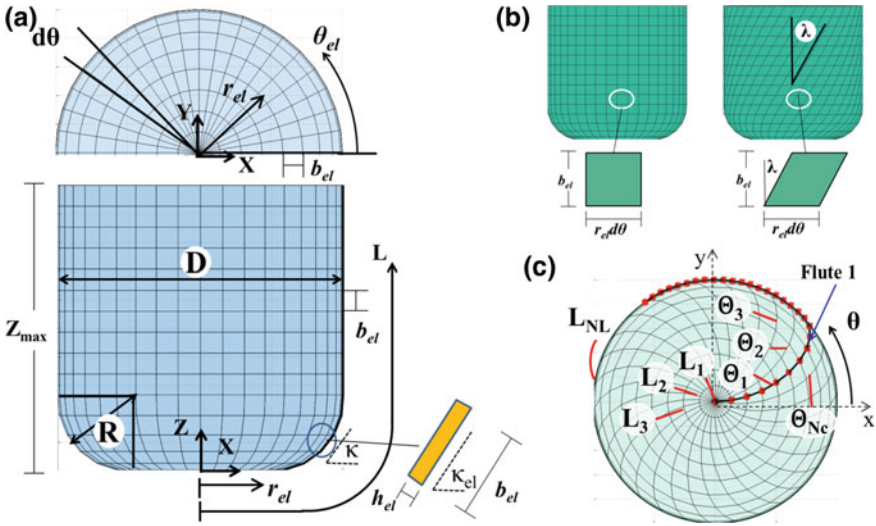 (a)
dθ
θel
rel
Y
X
bel
D
L
Zmax
bel
R
Z
X
κ
κel
hel
bel
rel
(b)
λ
bel
λ
bel
reldθ
reldθ
(c)
y
Flute 1
LNL
Θ3
θ
Θ2
L1
Θ1
L2
L3
ΘNc
x